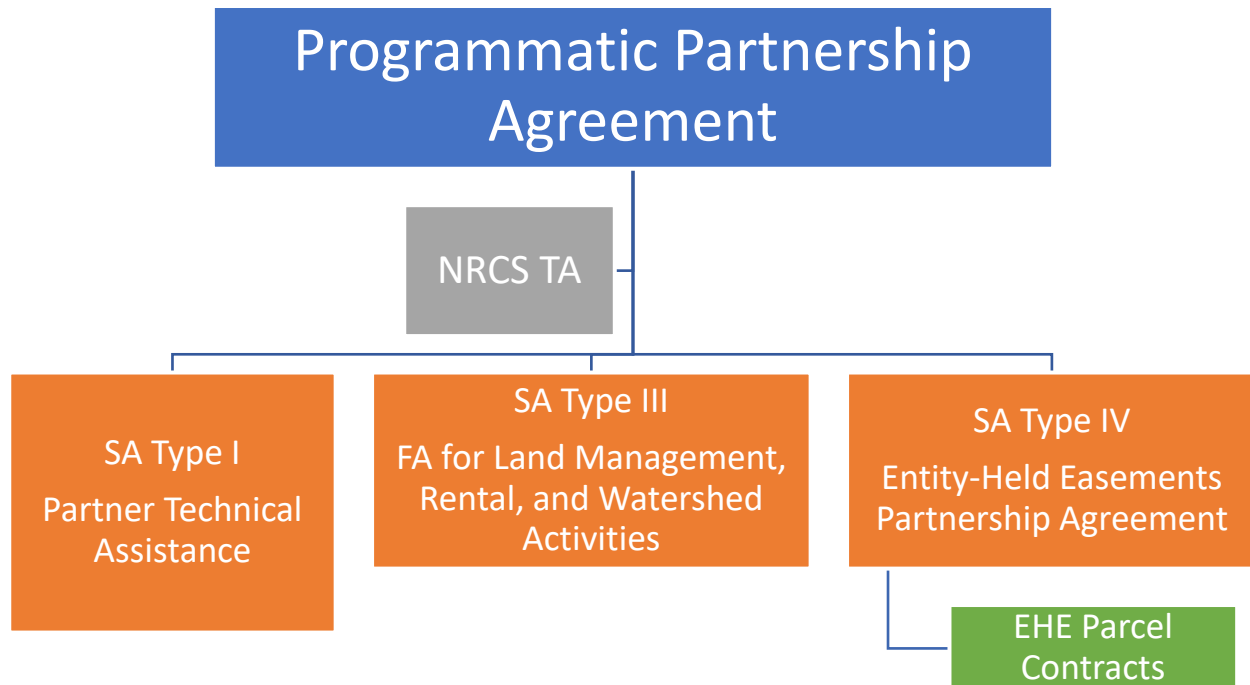 Programmatic Partnership
Agreement
NRCS TA
SA Type I
Partner Technical
Assistance
SA Type III
FA for Land Management,
Rental, and Watershed
Activities
SA Type IV
Entity-Held Easements
Partnership Agreement
EHE Parcel
Contracts